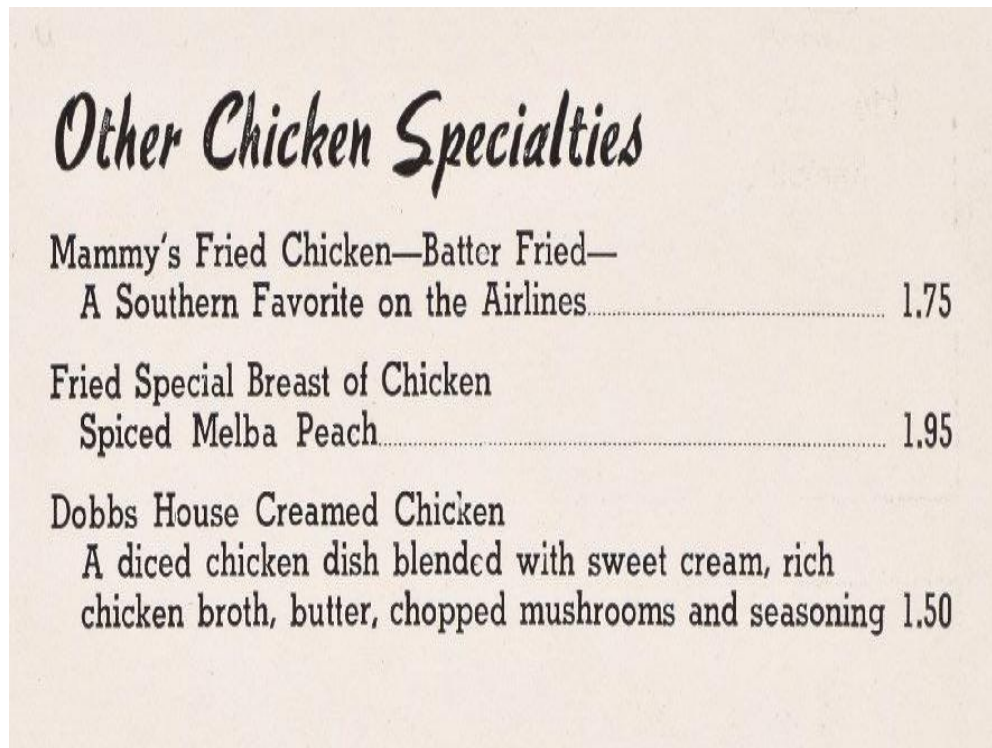 Other Chicken Specialties
Mammy's Fried Chicken—Batter Fried—
A Southern Favorite on the Airlines 1.75
Fried Special Breast of Chicken
Spiced Melba Peach 1.95
Dobbs House Creamed Chicken
A diced chicken dish blended with sweet cream, rich
chicken broth, butter, chopped mushrooms and seasoning 1.50